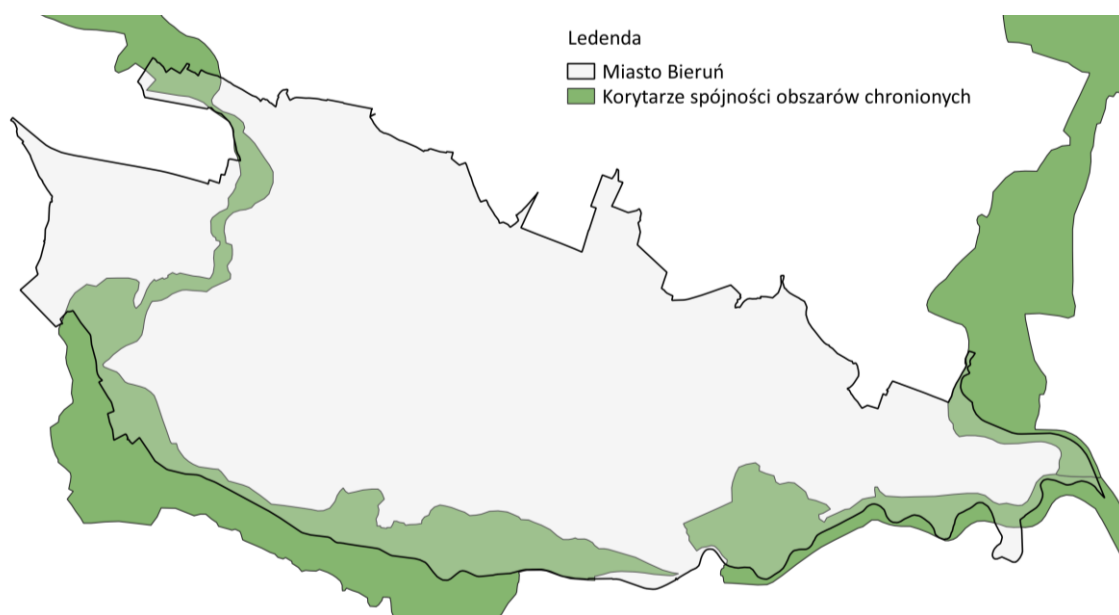 Ledenda
Miasto Bieruń
Korytarze spójności obszarów chronionych